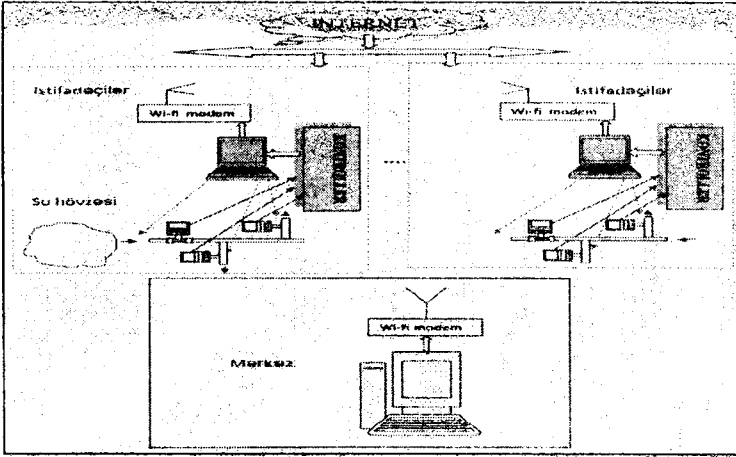 INTERNET
İstifadəçilər
Wi-fi modem
Su hövzəsi
....
İstifadəçilər
Wi-fi modem
Wi-fi modem
Mərkəz